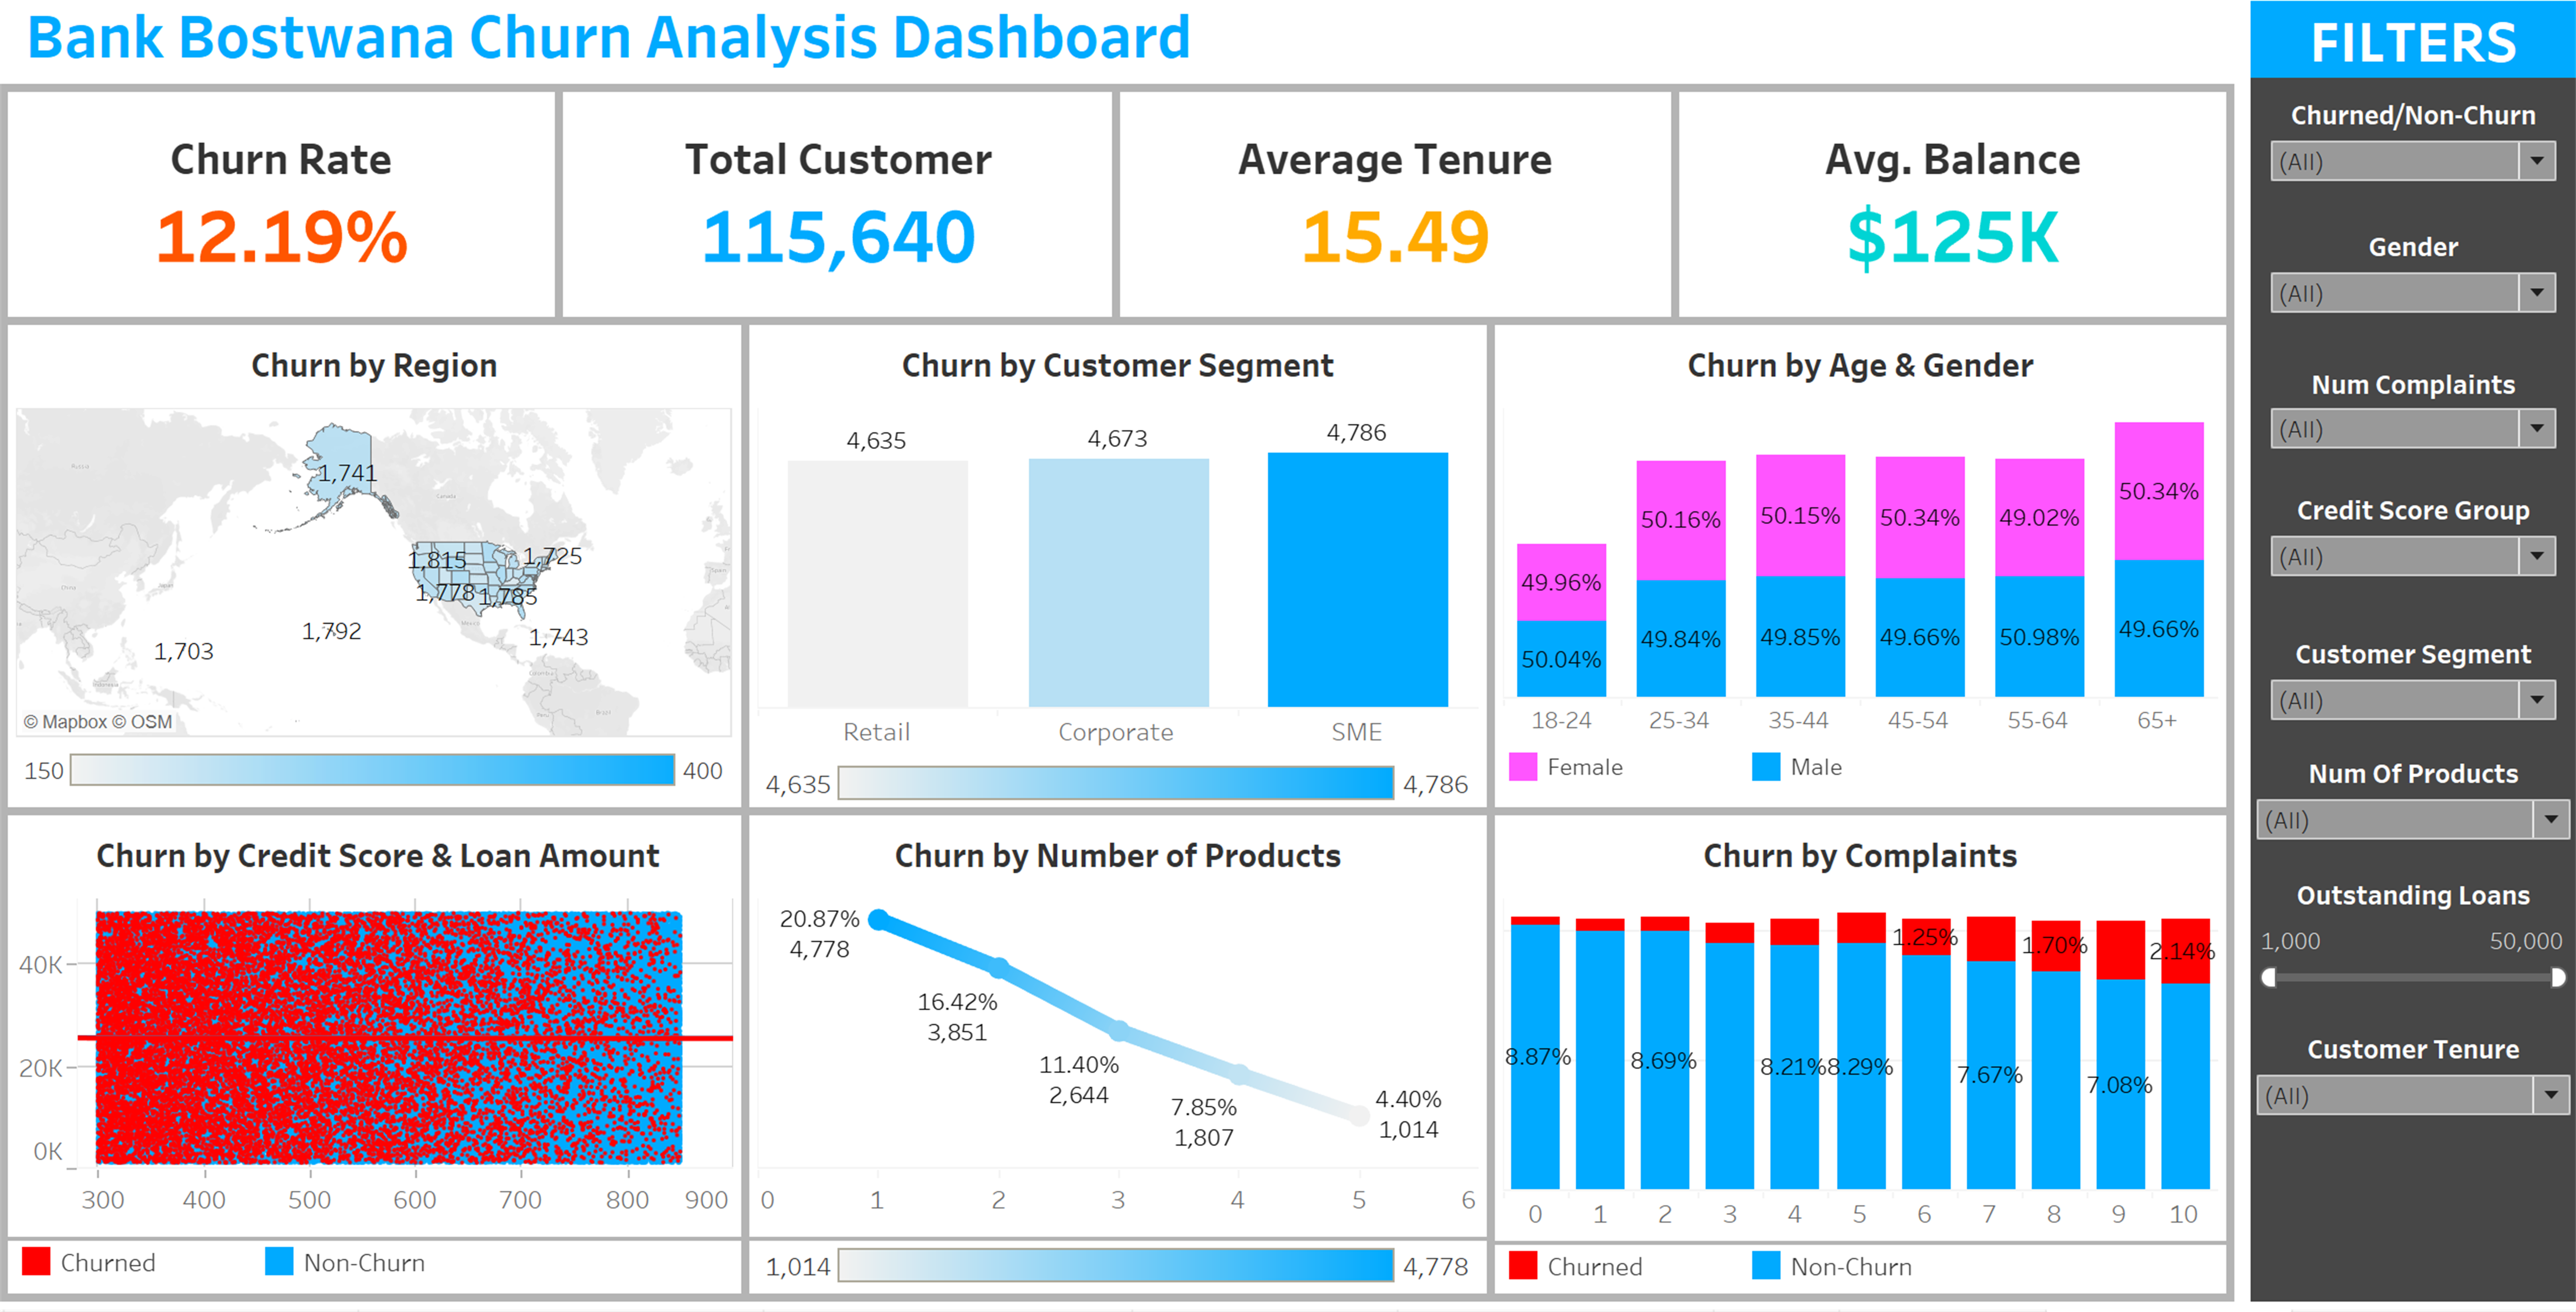 Bank Bostwana Churn Analysis Dashboard
FILTERS
Churn Rate
12.19%
Total Customer
115,640
Average Tenure
15.49
Avg. Balance
$125K
Churn by Region
1,741
1,815
1,725
1,778
1,785
1,792
1,743
1,703
Russia
Canada
China
© Mapbox © OSM
150
400
Churn by Customer Segment
4,635
4,673
4,786
Retail
Corporate
SME
4,635
4,786
Churn by Age & Gender
49.96%
50.16%
50.15%
50.34%
49.02%
50.34%
50.04%
49.84%
49.85%
49.66%
50.98%
49.66%
18-24
25-34
35-44
45-54
55-64
65+
Female
Male
Churn by Credit Score & Loan Amount
40K
20K
0K
300
400
500
600
700
800
900
Churned
Non-Churn
Churn by Number of Products
20.87%
4,778
16.42%
3,851
11.40%
2,644
7.85%
1,807
4.40%
1,014
0
1
2
3
4
5
6
1,014
4,778
Churn by Complaints
1.25%
1.70%
2.14%
8.87%
8.69%
8.21%
8.29%
7.67%
7.08%
0
1
2
3
4
5
6
7
8
9
10
Churned
Non-Churn
Churned/Non-Churn
(All)
Gender
(All)
Num Complaints
(All)
Credit Score Group
(All)
Customer Segment
(All)
Num Of Products
(All)
Outstanding Loans
1,000
50,000
Customer Tenure
(All)